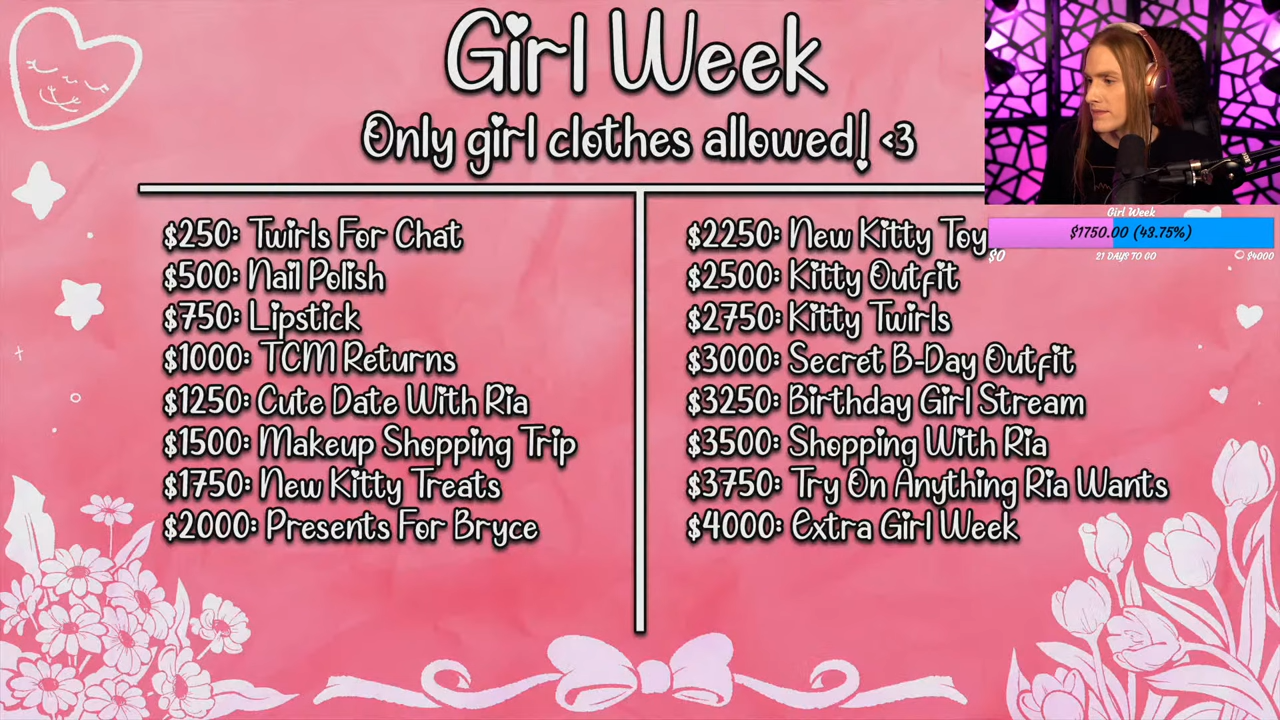 Girl Week
Only girl clothes allowed! <3
$250: Twirls For Chat
$500: Nail Polish
$750: Lipstick
$1000: TCM Returns
$1250: Cute Date With Ria
$1500: Makeup Shopping Trip
$1750: New Kitty Treats
$2000: Presents For Bryce
$2250: New Kitty Toy
$2500: Kitty Outfit
$2750: Kitty Twirls
$3000: Secret B-Day Outfit
$3250: Birthday Girl Stream
$3500: Shopping With Ria
$3750: Try On Anything Ria Wants
$4000: Extra Girl Week
Girl Week
$1750.00 (43.75%)
$0 21 DAYS TO GO $4000